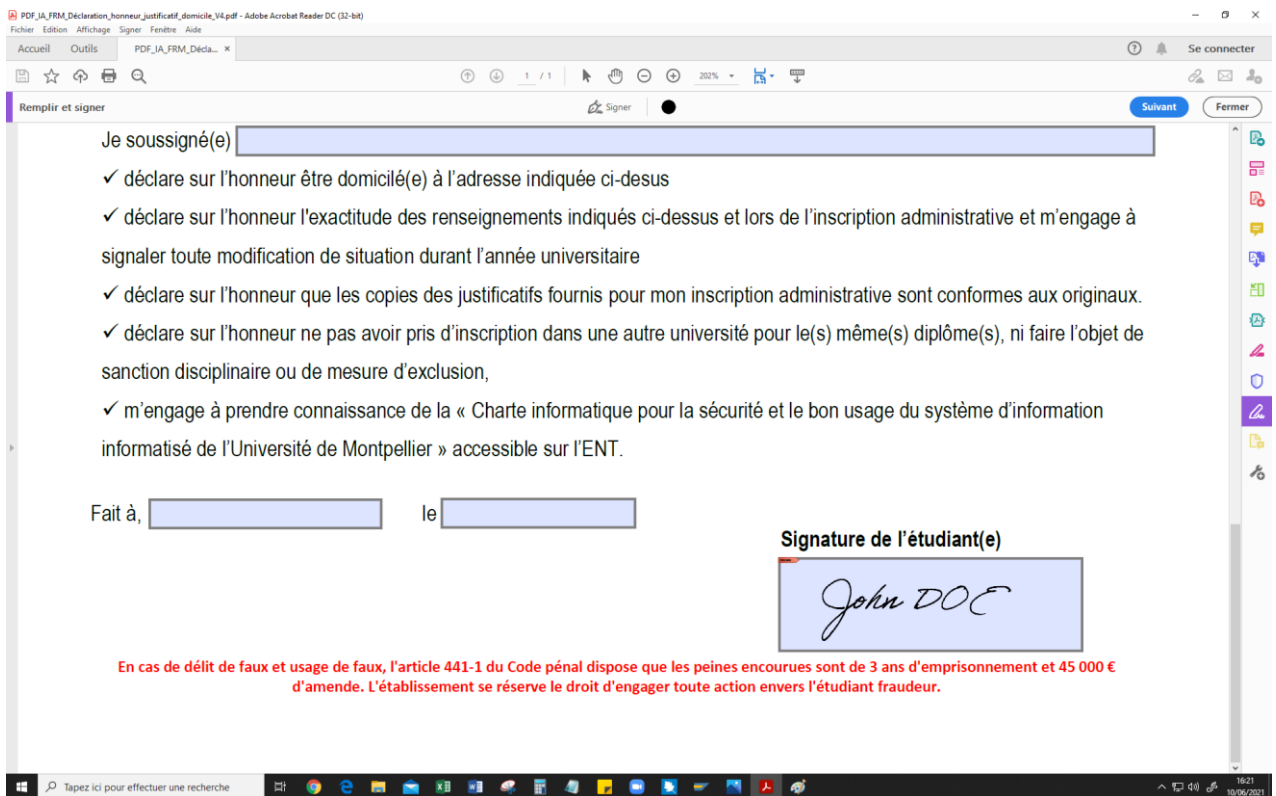 PDF_IA_FRM_Déclaration_honneur_justificatif_domicile_V4.pdf - Adobe Acrobat Reader DC (32-bit)
Fichier Edition Affichage Signer Fenêtre Aide
Accueil Outils PDF_IA_FRM_Décla... × Se connecter
1 / 1 202%
Remplir et signer Signer Suivant Fermer
Je soussigné(e)
✓ déclare sur l’honneur être domicilé(e) à l’adresse indiquée ci-desus
✓ déclare sur l’honneur l'exactitude des renseignements indiqués ci-dessus et lors de l’inscription administrative et m’engage à
signaler toute modification de situation durant l’année universitaire
✓ déclare sur l’honneur que les copies des justificatifs fournis pour mon inscription administrative sont conformes aux originaux.
✓ déclare sur l’honneur ne pas avoir pris d’inscription dans une autre université pour le(s) même(s) diplôme(s), ni faire l’objet de
sanction disciplinaire ou de mesure d’exclusion,
✓ m’engage à prendre connaissance de la « Charte informatique pour la sécurité et le bon usage du système d’information
informatisé de l’Université de Montpellier » accessible sur l’ENT.
Fait à, le
Signature de l’étudiant(e)
John DOE
En cas de délit de faux et usage de faux, l'article 441-1 du Code pénal dispose que les peines encourues sont de 3 ans d'emprisonnement et 45 000 €
d'amende. L'établissement se réserve le droit d'engager toute action envers l'étudiant fraudeur.
Tapez ici pour effectuer une recherche
16:21
10/06/2021